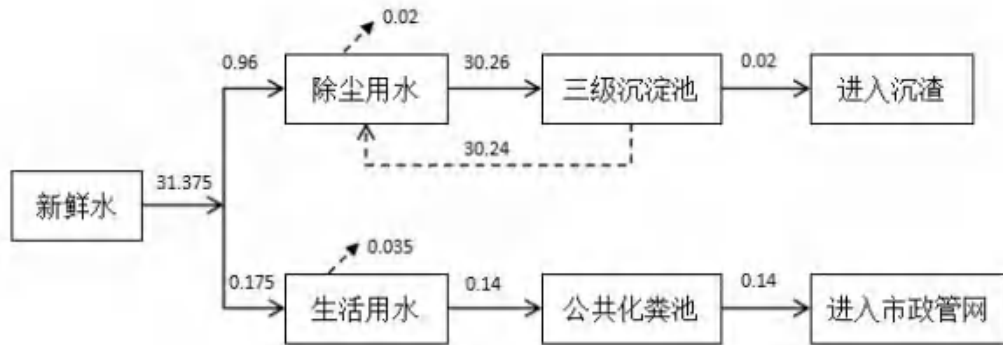 0.02
0.96
30.26
0.02
除尘用水
三级沉淀池
进入沉渣
30.24
31.375
新鲜水
0.035
0.175
0.14
0.14
生活用水
公共化粪池
进入市政管网